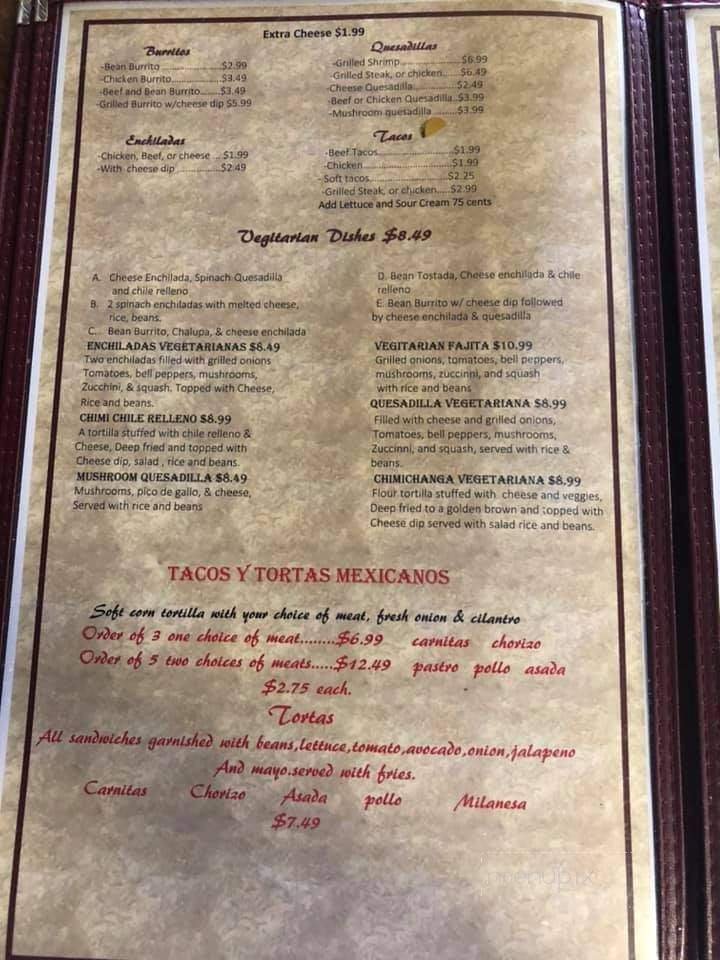 Extra Cheese $1.99
Burritos
-Bean Burrito ..................$2.99
-Chicken Burrito...................$3.49
-Beef and Bean Burrito........$3.49
-Grilled Burrito w/cheese dip $5.99
Quesadillas
-Grilled Shrimp...................$6.99
-Grilled Steak, or chicken.....$6.49
-Cheese Quesadilla.............$2.49
-Beef or Chicken Quesadilla..$3.99
-Mushroom quesadilla........$3.99
Enchiladas
-Chicken, Beef, or cheese ... $1.99
-With cheese dip .............$2.49
Tacos
-Beef Tacos.......................$1.99
-Chicken...........................$1.99
- Soft tacos.......................$2.25
-Grilled Steak, or chicken.....$2.99
Add Lettuce and Sour Cream 75 cents
Vegitarian Dishes $8.49
A. Cheese Enchilada, Spinach Quesadilla
and chile relleno
B. 2 spinach enchiladas with melted cheese,
rice, beans.
C. Bean Burrito, Chalupa, & cheese enchilada
ENCHILADAS VEGETARIANAS $8.49
Two enchiladas filled with grilled onions
Tomatoes, bell peppers, mushrooms,
Zucchini, & squash. Topped with Cheese,
Rice and beans.
CHIMI CHILE RELLENO $8.99
A tortilla stuffed with chile relleno &
Cheese, Deep fried and topped with
Cheese dip, salad , rice and beans.
MUSHROOM QUESADILLA $8.49
Mushrooms, pico de gallo, & cheese,
Served with rice and beans
D. Bean Tostada, Cheese enchilada & chile
relleno
E. Bean Burrito w/ cheese dip followed
by cheese enchilada & quesadilla
VEGITARIAN FAJITA $10.99
Grilled onions, tomatoes, bell peppers,
mushrooms, zuccinni, and squash
with rice and beans
QUESADILLA VEGETARIANA $8.99
Filled with cheese and grilled onions,
Tomatoes, bell peppers, mushrooms,
Zuccinni, and squash, served with rice &
beans.
CHIMICHANGA VEGETARIANA $8.99
Flour tortilla stuffed with cheese and veggies,
Deep fried to a golden brown and topped with
Cheese dip served with salad rice and beans.
TACOS Y TORTAS MEXICANOS
Soft corn tortilla with your choice of meat, fresh onion & cilantro
Order of 3 one choice of meat........$6.99 carnitas chorizo
Order of 5 two choices of meats.....$12.49 pastro pollo asada
$2.75 each.
Tortas
All sandwiches garnished with beans,lettuce,tomato,avocado,onion,jalapeno
And mayo.served with fries.
Carnitas Chorizo Asada pollo Milanesa
$7.49